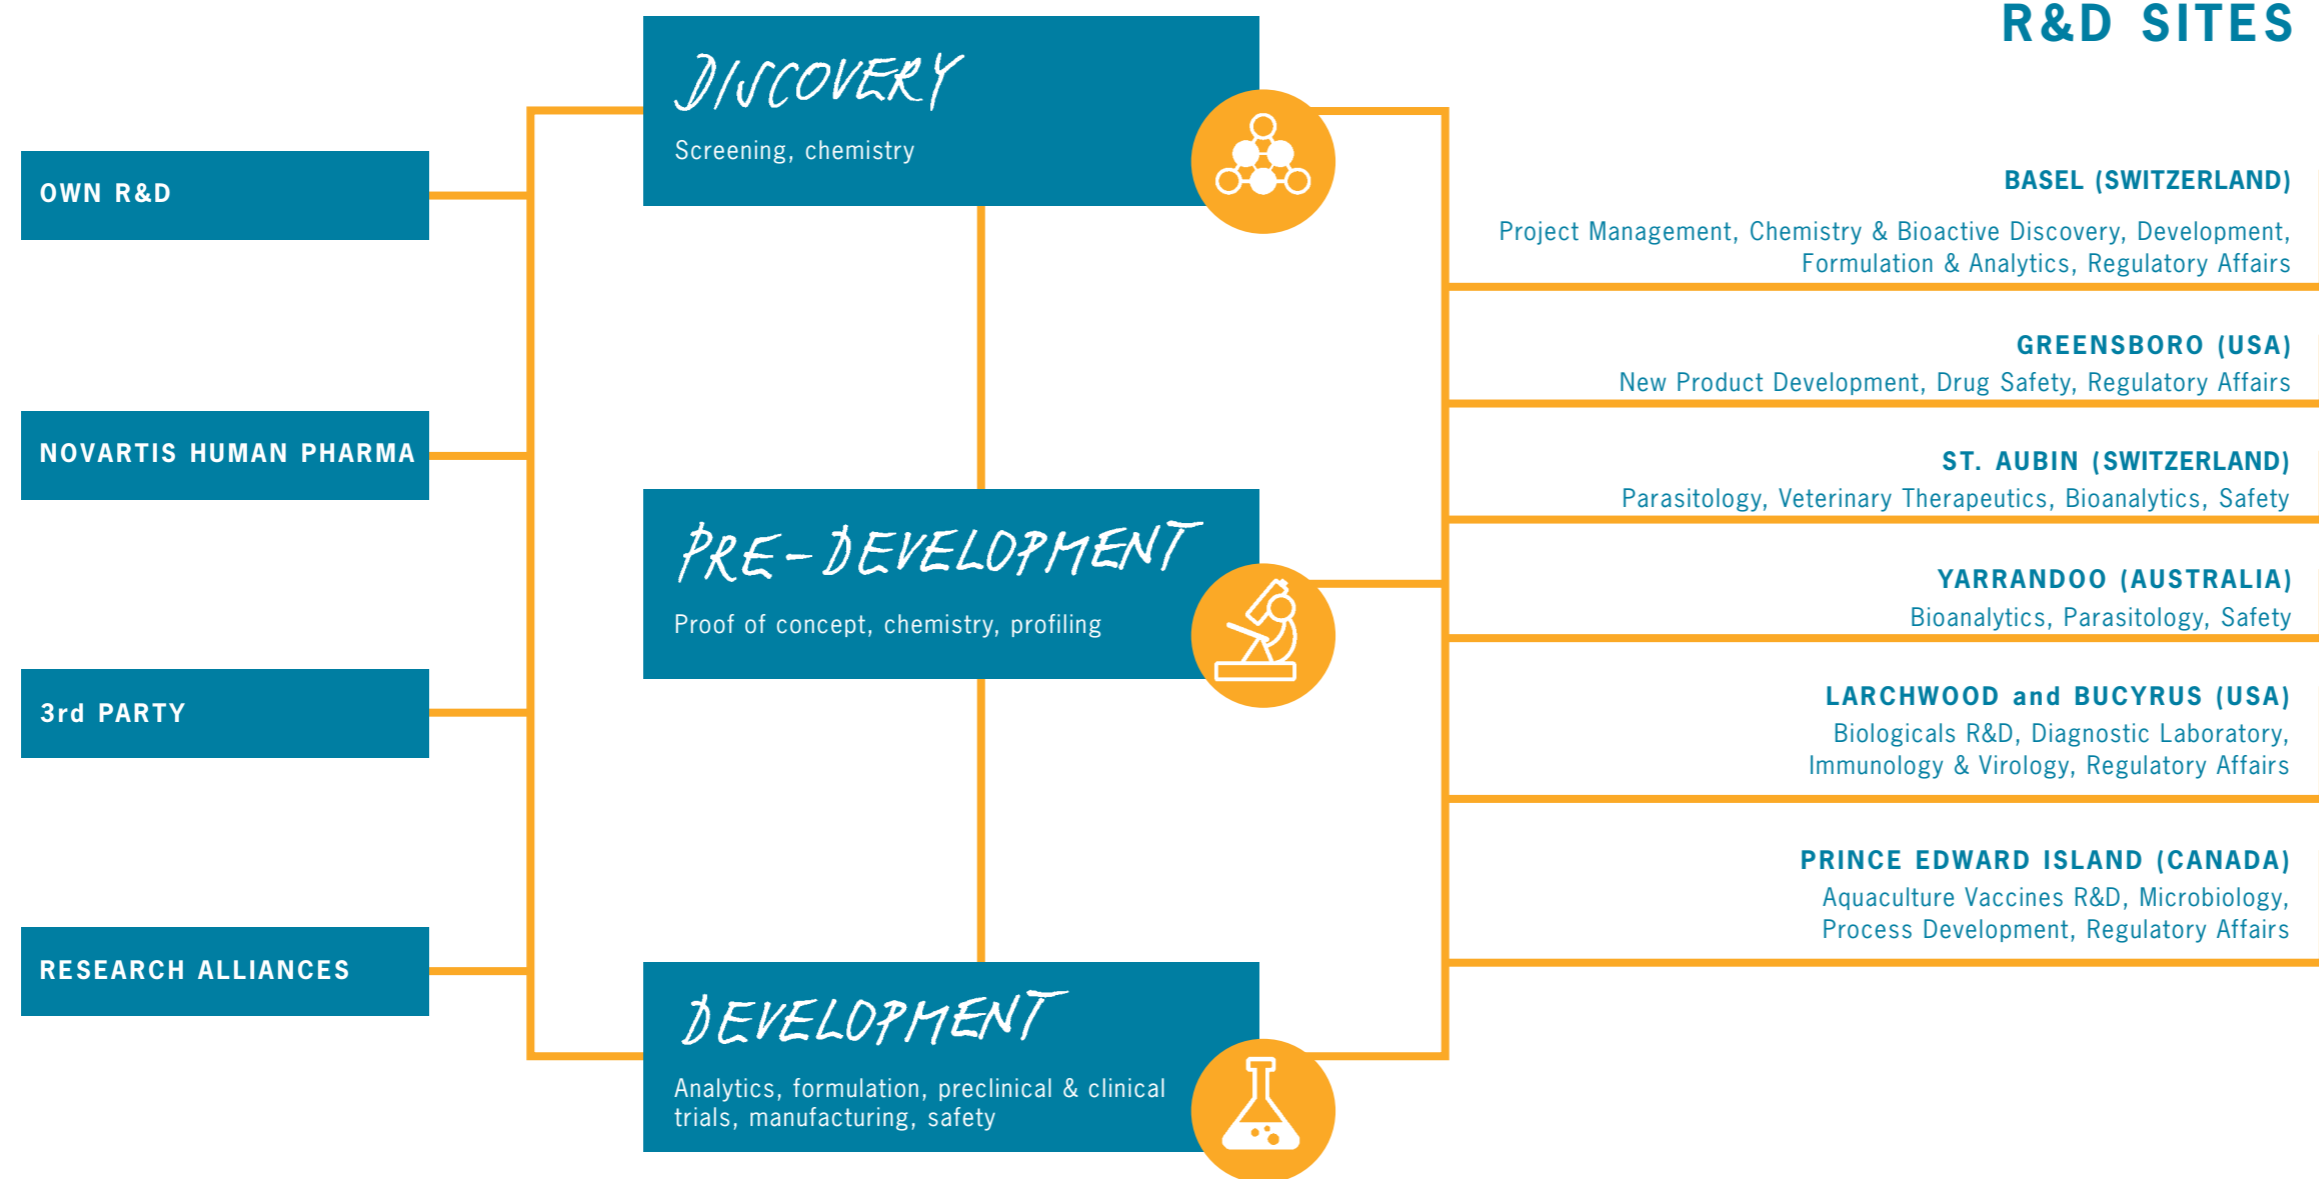 OWN R&D
NOVARTIS HUMAN PHARMA
3rd PARTY
RESEARCH ALLIANCES
DISCOVERY
Screening, chemistry
PRE-DEVELOPMENT
Proof of concept, chemistry, profiling
DEVELOPMENT
Analytics, formulation, preclinical & clinical
trials, manufacturing, safety
R&D SITES
BASEL (SWITZERLAND)
Project Management, Chemistry & Bioactive Discovery, Development,
Formulation & Analytics, Regulatory Affairs
GREENSBORO (USA)
New Product Development, Drug Safety, Regulatory Affairs
ST. AUBIN (SWITZERLAND)
Parasitology, Veterinary Therapeutics, Bioanalytics, Safety
YARRANDOO (AUSTRALIA)
Bioanalytics, Parasitology, Safety
LARCHWOOD and BUCYRUS (USA)
Biologicals R&D, Diagnostic Laboratory,
Immunology & Virology, Regulatory Affairs
PRINCE EDWARD ISLAND (CANADA)
Aquaculture Vaccines R&D, Microbiology,
Process Development, Regulatory Affairs